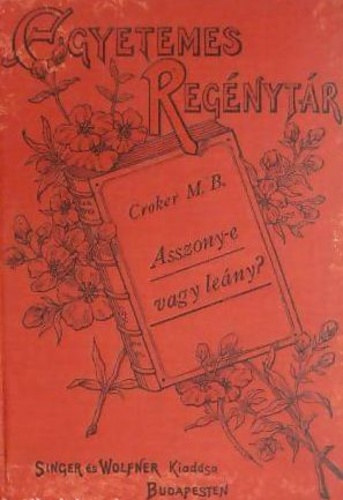 EGYETEMES
REGÉNYTÁR
Croker M. B.
Asszony-e
vagy leány?
SINGER és WOLFNER Kiadása
BUDAPESTEN